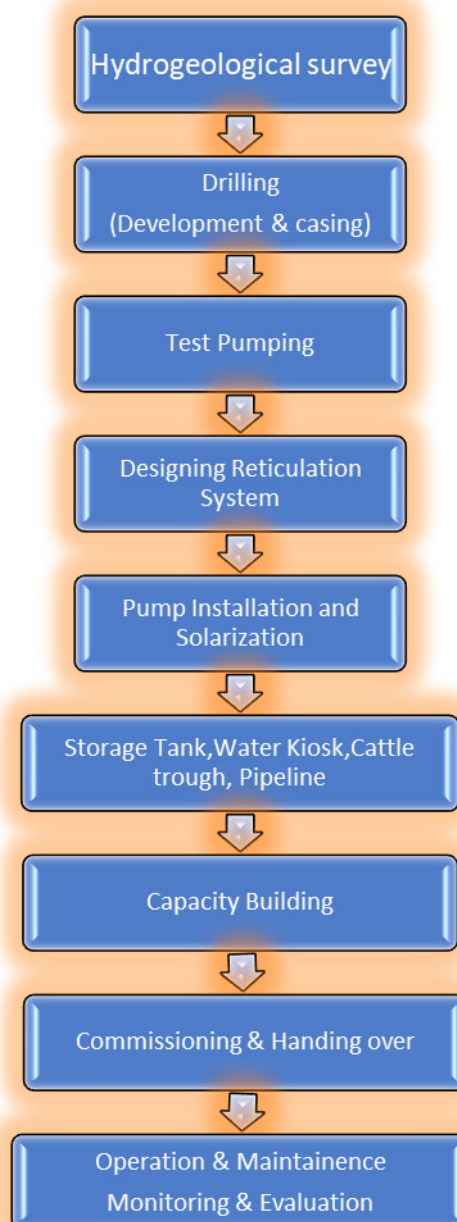 Hydrogeological survey
Drilling
(Development & casing)
Test Pumping
Designing Reticulation
System
Pump Installation and
Solarization
Storage Tank,Water Kiosk,Cattle
trough, Pipeline
Capacity Building
Commissioning & Handing over
Operation & Maintainence
Monitoring & Evaluation